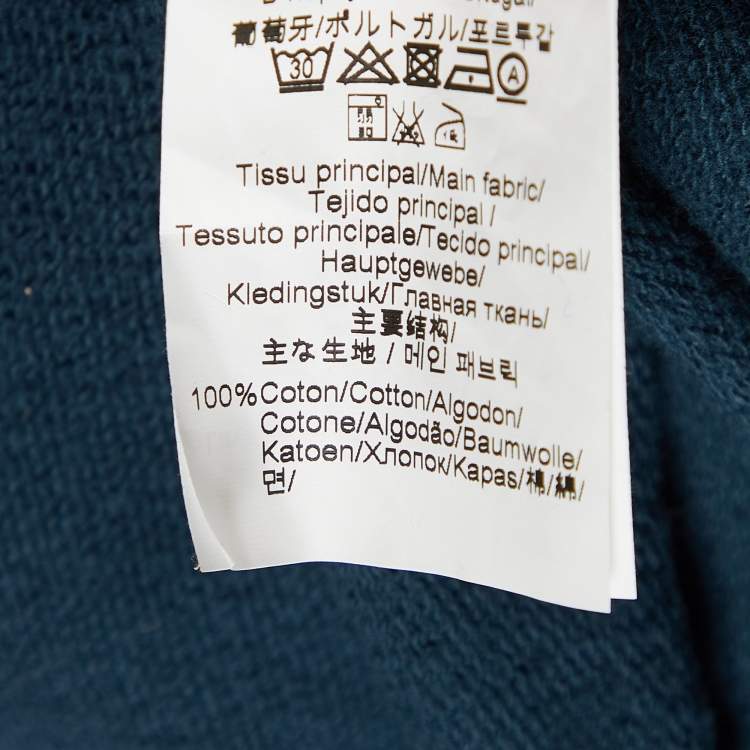 葡萄牙/ポルトガル/포르투갈
30 A
Tissu principal/Main fabric/
Tejido principal /
Tessuto principale/Tecido principal/
Hauptgewebe/
Kledingstuk/Главная ткань/
主要结构/
主な生地 / 메인 패브릭
100%Coton/Cotton/Algodon/
Cotone/Algodão/Baumwolle/
Katoen/Хлопок/Kapas/棉/綿/
면/